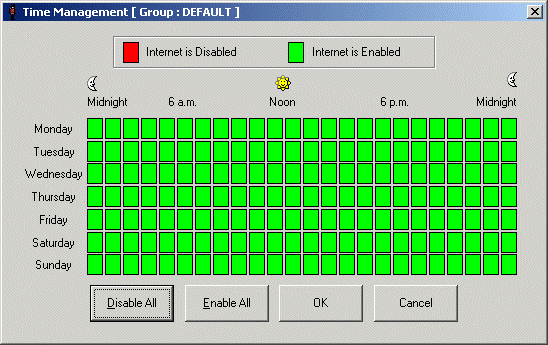 Time Management [ Group : DEFAULT ]
Internet is Disabled Internet is Enabled
Midnight 6 a.m. Noon 6 p.m. Midnight
Monday
Tuesday
Wednesday
Thursday
Friday
Saturday
Sunday
Disable All Enable All OK Cancel